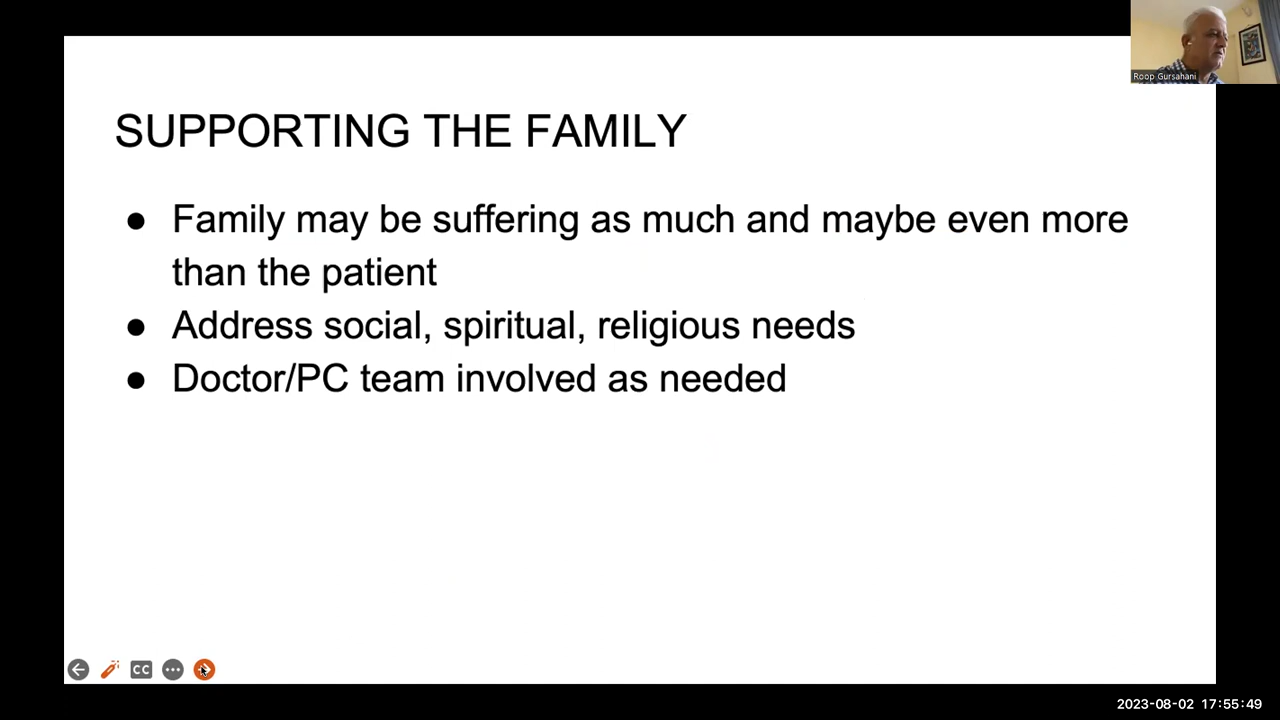 Roop Gursahani
SUPPORTING THE FAMILY
● Family may be suffering as much and maybe even more
than the patient
● Address social, spiritual, religious needs
● Doctor/PC team involved as needed
CC
2023-08-02 17:55:49